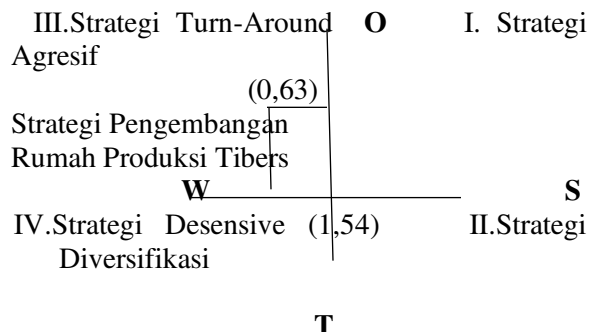 III.Strategi Turn-Around O I. Strategi
Agresif
(0,63)
Strategi Pengembangan
Rumah Produksi Tibers
W S
IV.Strategi Desensive (1,54) II.Strategi
Diversifikasi
T